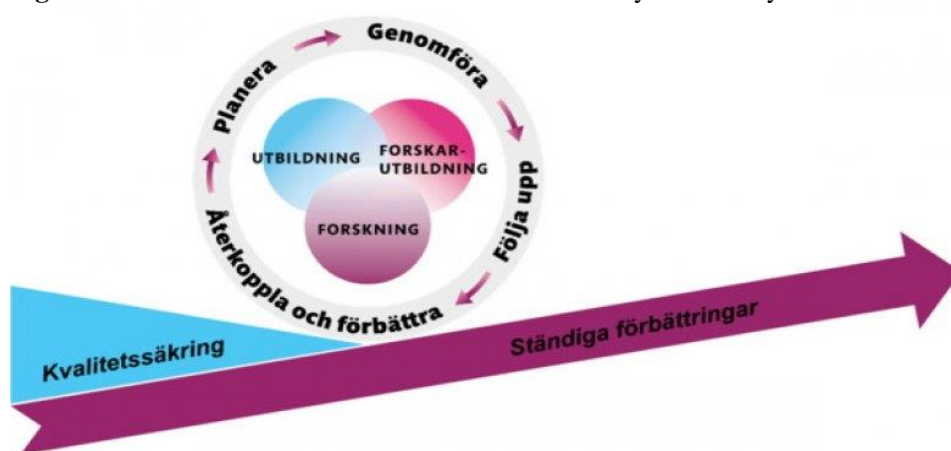 Planera
Genomföra
Följa upp
Återkoppla och förbättra
UTBILDNING
FORSKAR-
UTBILDNING
FORSKNING
Kvalitetssäkring
Ständiga förbättringar